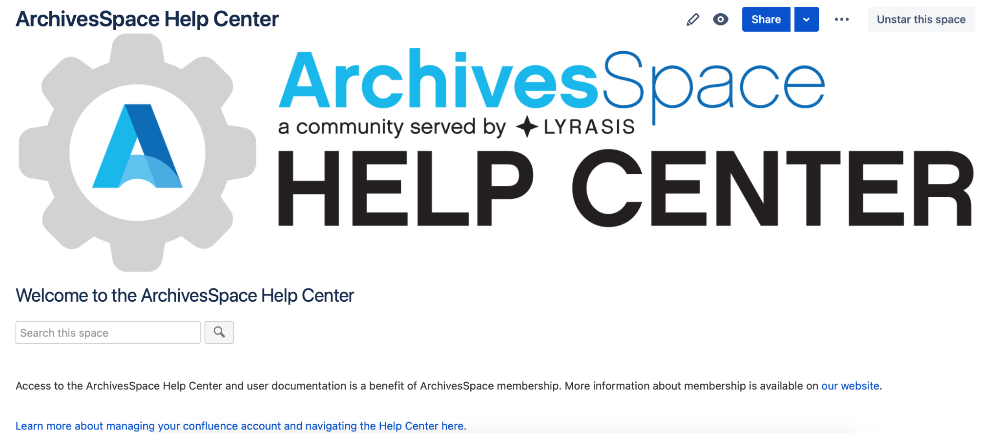 ArchivesSpace Help Center
Share
Unstar this space
ArchivesSpace
a community served by LYRASIS
HELP CENTER
Welcome to the ArchivesSpace Help Center
Search this space
Access to the ArchivesSpace Help Center and user documentation is a benefit of ArchivesSpace membership. More information about membership is available on our website.
Learn more about managing your confluence account and navigating the Help Center here.